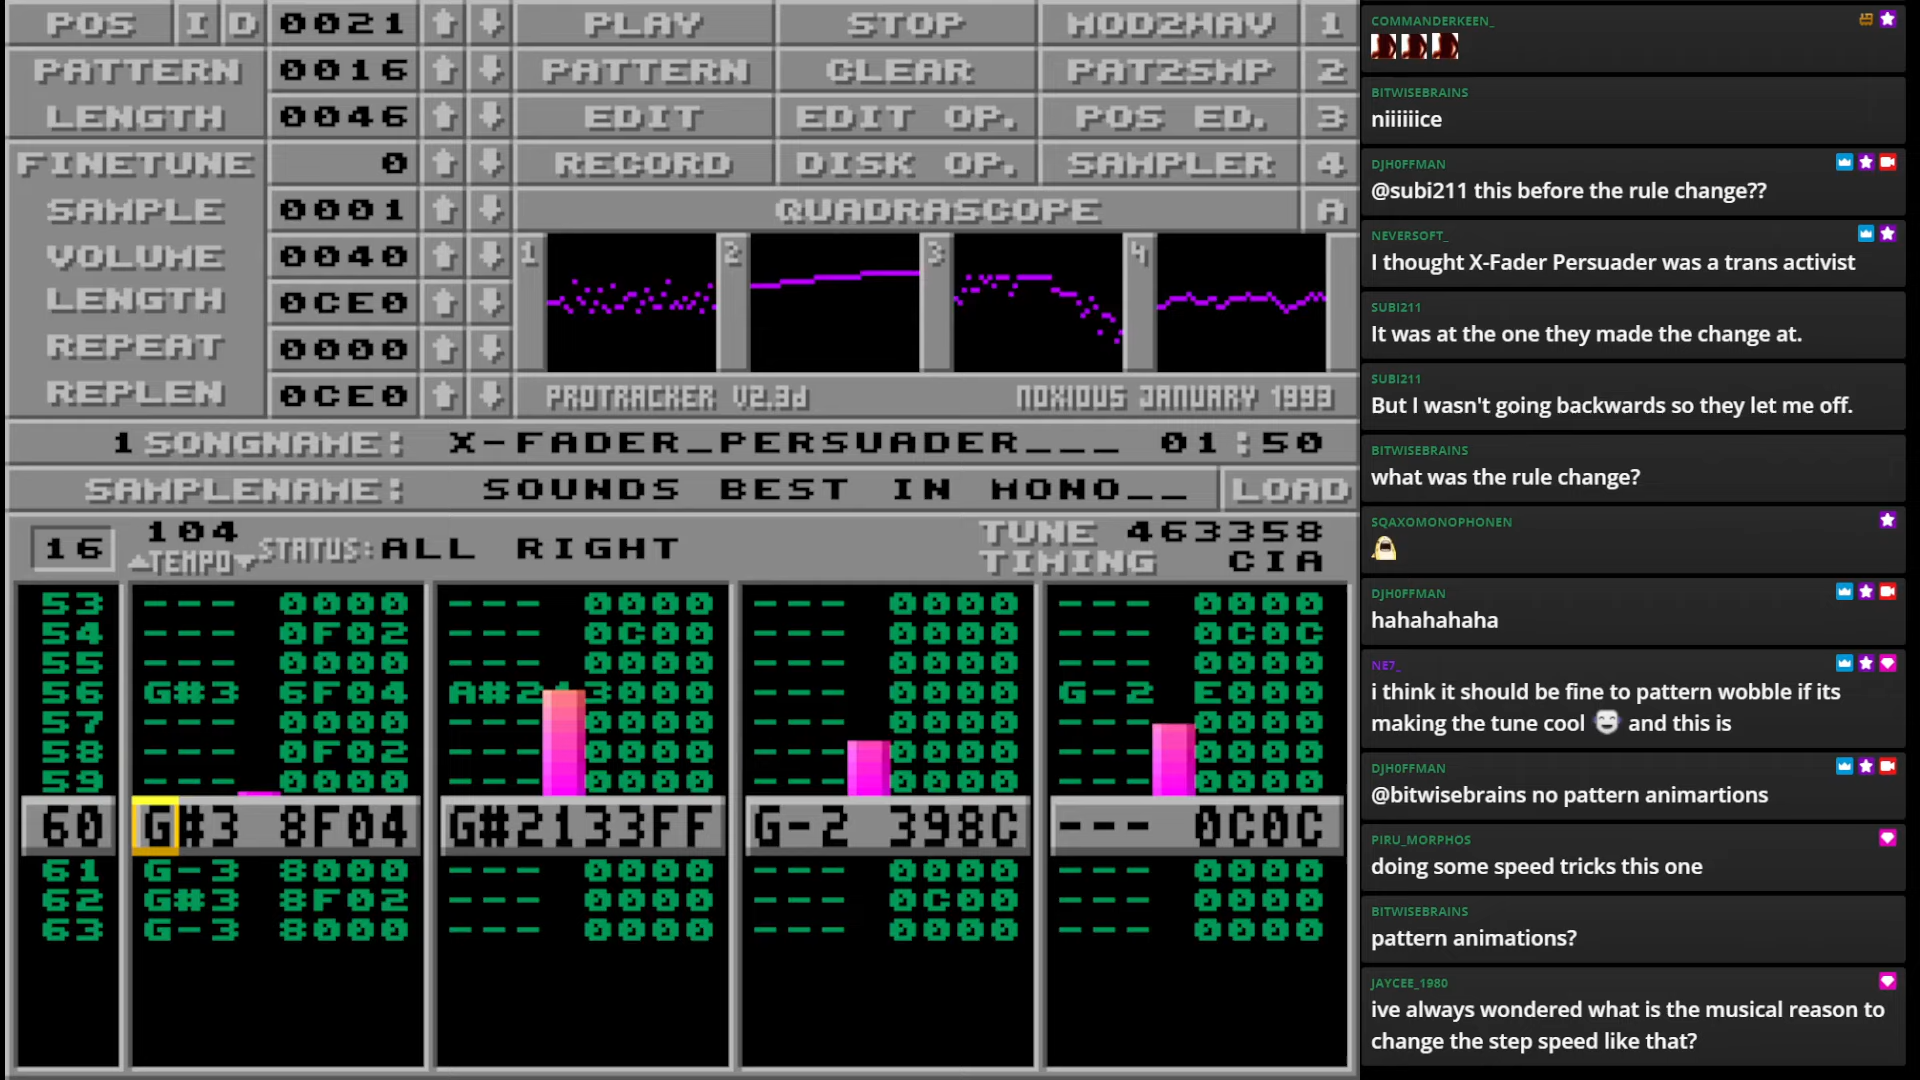 POS I D 0021 PLAY STOP MOD2HAV 1
PATTERN 0016 PATTERN CLEAR PAT2SMP 2
LENGTH 0046 EDIT EDIT OP. POS ED. 3
FINETUNE 0 RECORD DISK OP. SAMPLER 4
SAMPLE 0001 QUADRASCOPE A
VOLUME 0040 1 2 3 4
LENGTH 0CE0
REPEAT 0000
REPLEN 0CE0 PROTRACKER V2.3d NOXIOUS JANUARY 1993
1 SONGNAME: X-FADER_PERSUADER___ 01:50
SAMPLENAME: SOUNDS BEST IN MONO__ LOAD
16 104 TEMPO STATUS: ALL RIGHT TUNE 463358
TIMING CIA
53 --- 0000 --- 0000 --- 0000 --- 0000
54 --- 0F02 --- 0C00 --- 0000 --- 0C0C
55 --- 0000 --- 0000 --- 0000 --- 0000
56 G#3 6F04 A#2 3000 --- 0000 G-2 E000
57 --- 0000 --- 0000 --- 0000 --- 0000
58 --- 0F02 --- 0000 --- 0000 --- 0000
59 --- 0000 --- 0000 --- 0000 --- 0000
60 G#3 8F04 G#2133FF G-2 398C --- 0C0C
61 G-3 8000 --- 0000 --- 0000 --- 0000
62 G#3 8F02 --- 0000 --- 0C00 --- 0000
63 G-3 8000 --- 0000 --- 0000 --- 0000
COMMANDERKEEN_
BITWISEBRAINS
niiiiiice
DJH0FFMAN
@subi211 this before the rule change??
NEVERSOFT_
I thought X-Fader Persuader was a trans activist
SUBI211
It was at the one they made the change at.
SUBI211
But I wasn't going backwards so they let me off.
BITWISEBRAINS
what was the rule change?
SQAXOMONOPHONEN
DJH0FFMAN
hahahahaha
NE7_
i think it should be fine to pattern wobble if its
making the tune cool and this is
DJH0FFMAN
@bitwisebrains no pattern animartions
PIRU_MORPHOS
doing some speed tricks this one
BITWISEBRAINS
pattern animations?
JAYCEE_1980
ive always wondered what is the musical reason to
change the step speed like that?